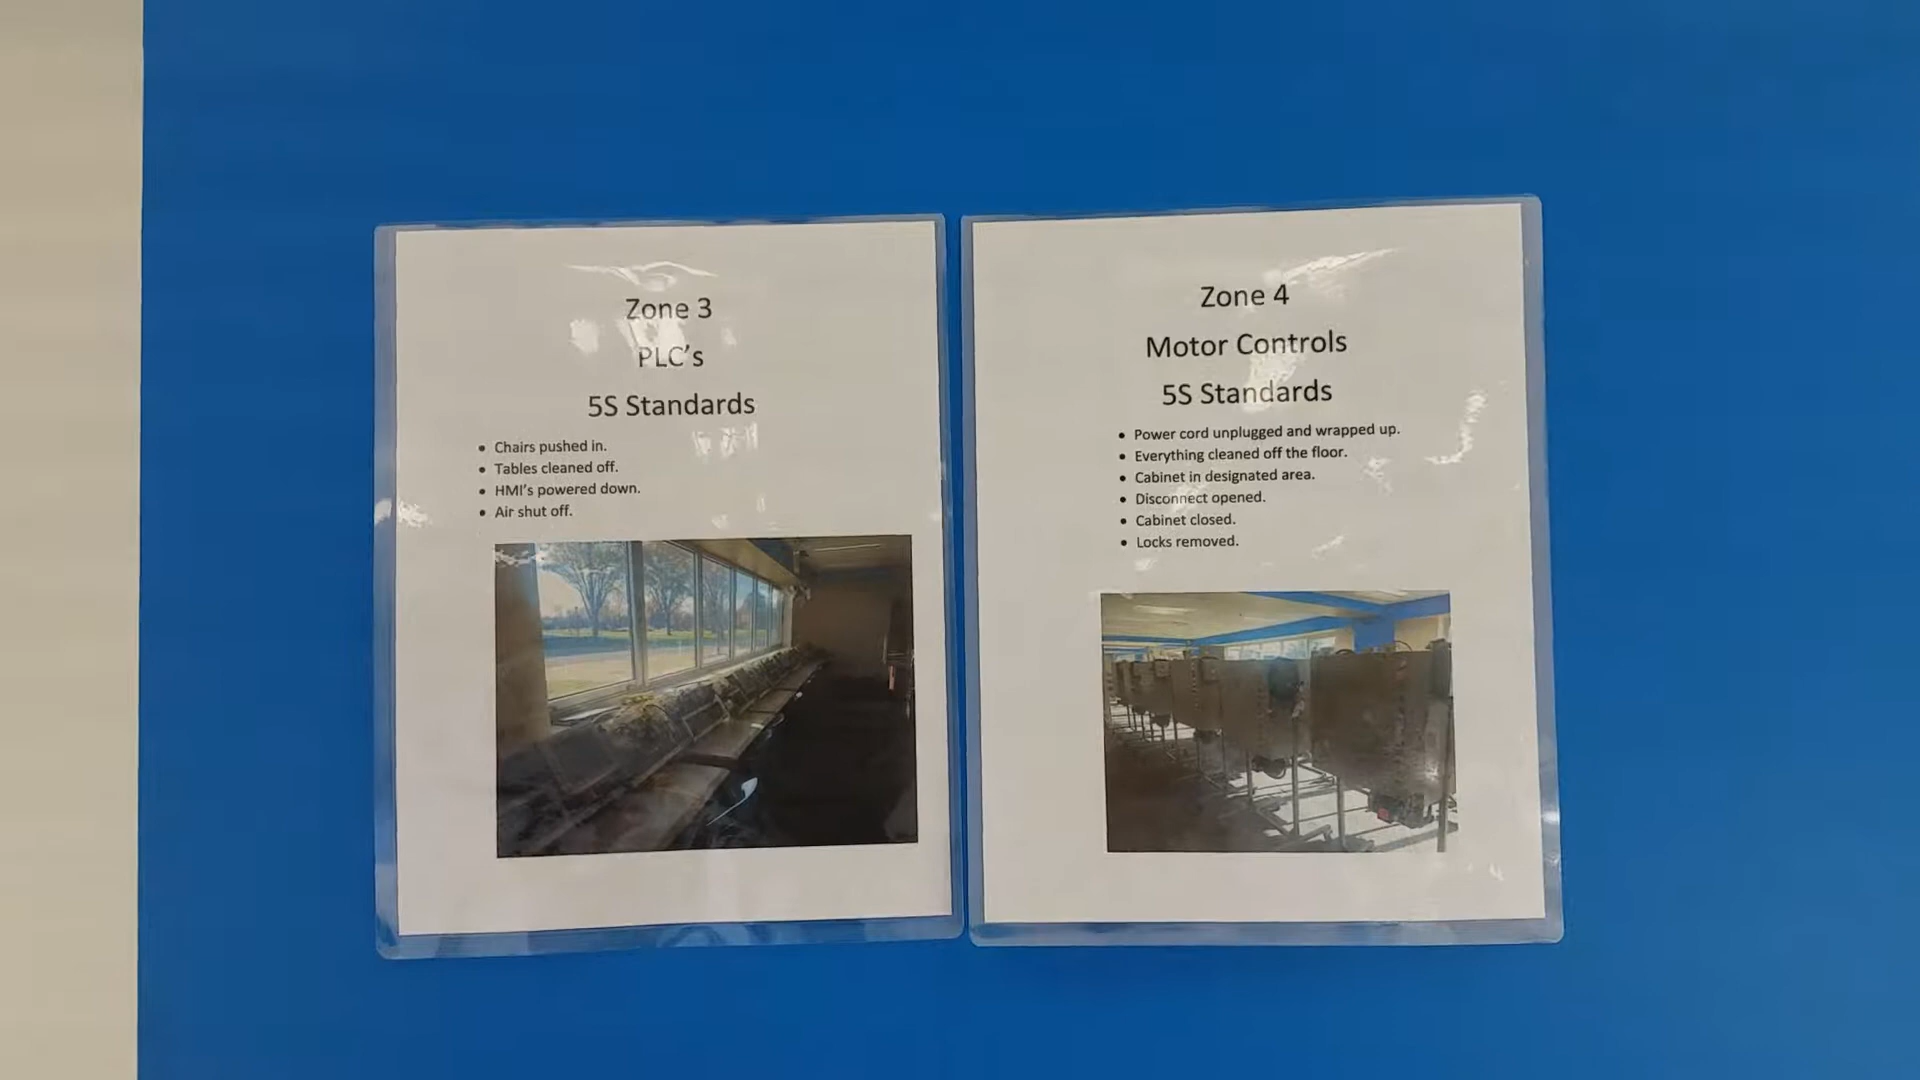 Zone 3
PLC's
5S Standards
• Chairs pushed in.
• Tables cleaned off.
• HMI's powered down.
• Air shut off.
Zone 4
Motor Controls
5S Standards
• Power cord unplugged and wrapped up.
• Everything cleaned off the floor.
• Cabinet in designated area.
• Disconnect opened.
• Cabinet closed.
• Locks removed.